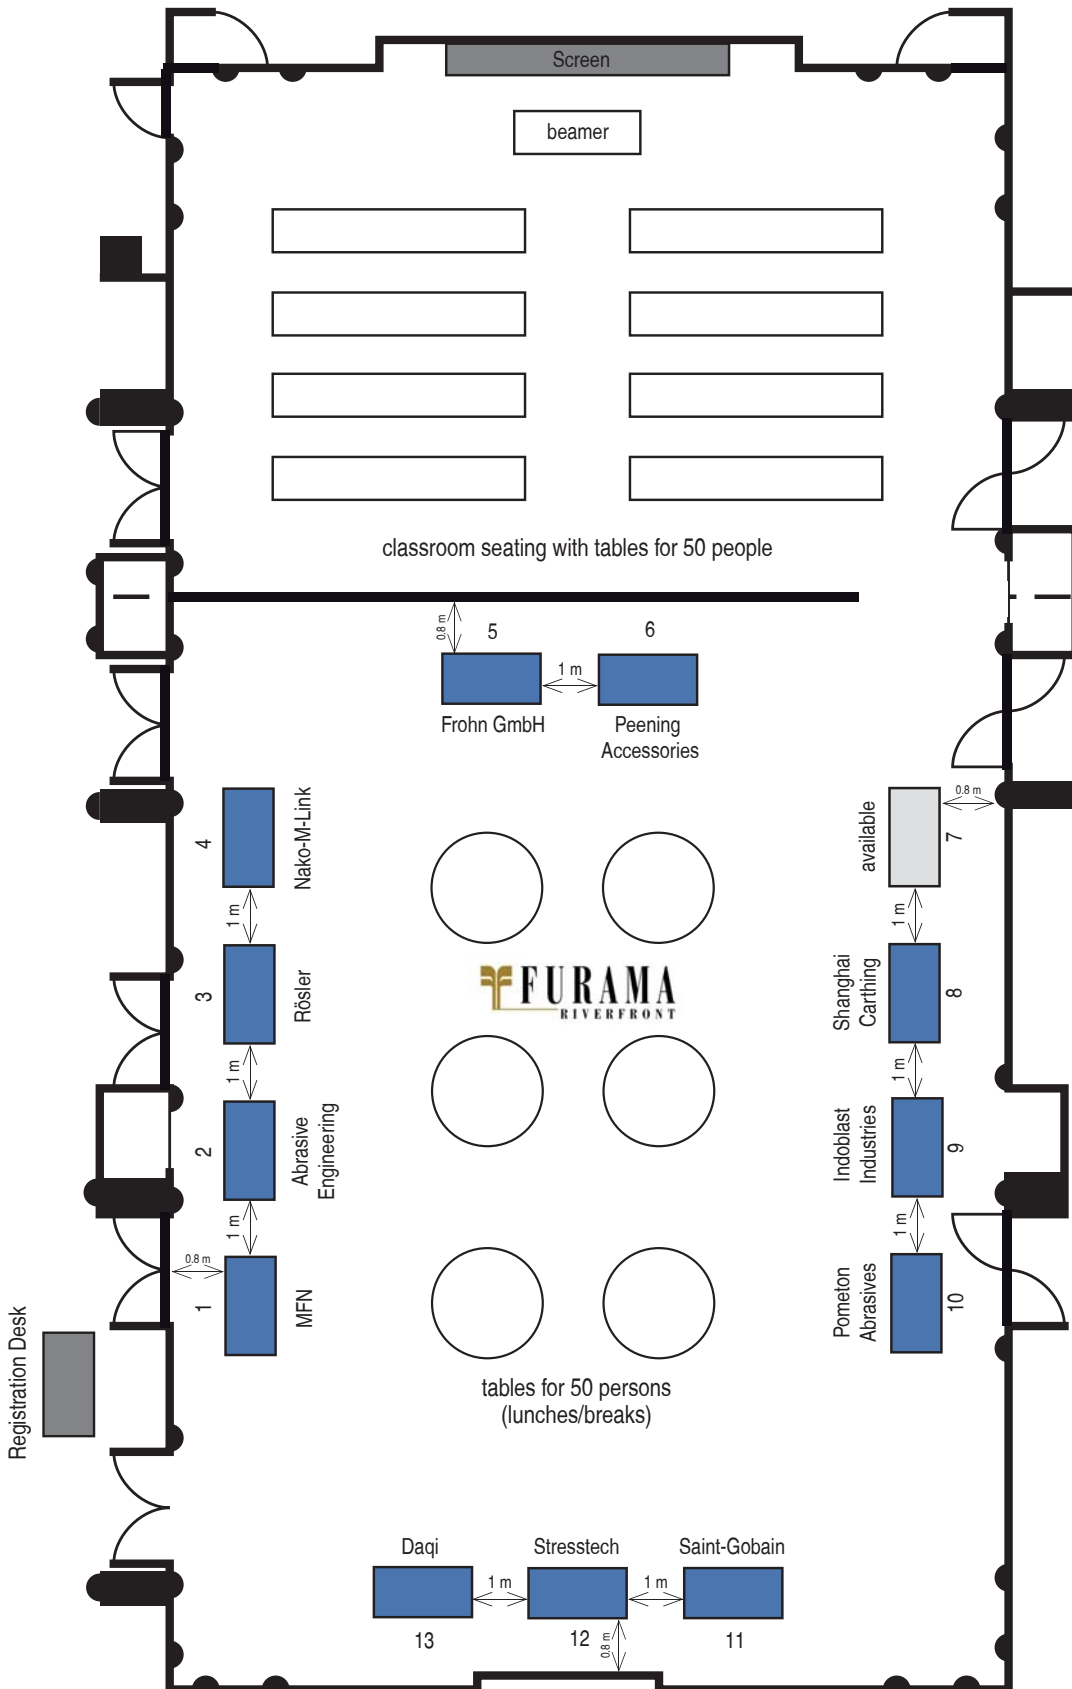 Screen
beamer
classroom seating with tables for 50 people
0.8 m
5
6
1 m
Frohn GmbH
Peening
Accessories
4
Nako-M-Link
1 m
3
Rösler
1 m
2
Abrasive
Engineering
1 m
0.8 m
1
MFN
Registration Desk
available
7
0.8 m
1 m
Shanghai
Carthing
8
1 m
Indoblast
Industries
9
1 m
Pometon
Abrasives
10
FURAMA
RIVERFRONT
tables for 50 persons
(lunches/breaks)
Daqi
Stresstech
Saint-Gobain
1 m
1 m
13
12
11
0.8 m